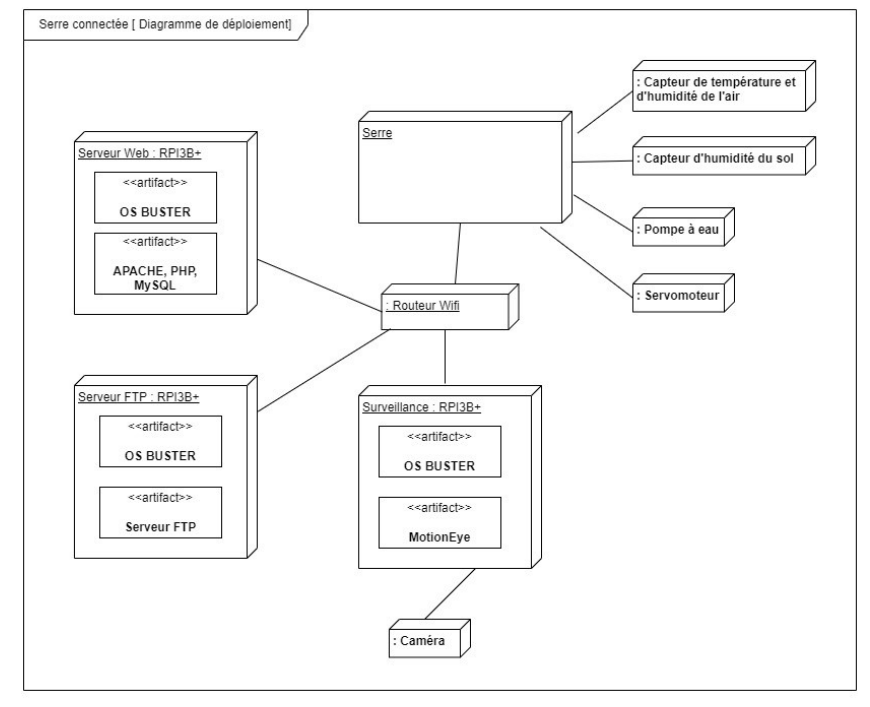 Serre connectée [ Diagramme de déploiement]
: Capteur de température et
d'humidité de l'air
Serre
: Capteur d'humidité du sol
Serveur Web : RPI3B+
<<artifact>>
OS BUSTER
<<artifact>>
APACHE, PHP,
MySQL
: Pompe à eau
: Servomoteur
: Routeur Wifi
Serveur FTP : RPI3B+
<<artifact>>
OS BUSTER
<<artifact>>
Serveur FTP
Surveillance : RPI3B+
<<artifact>>
OS BUSTER
<<artifact>>
MotionEye
: Caméra